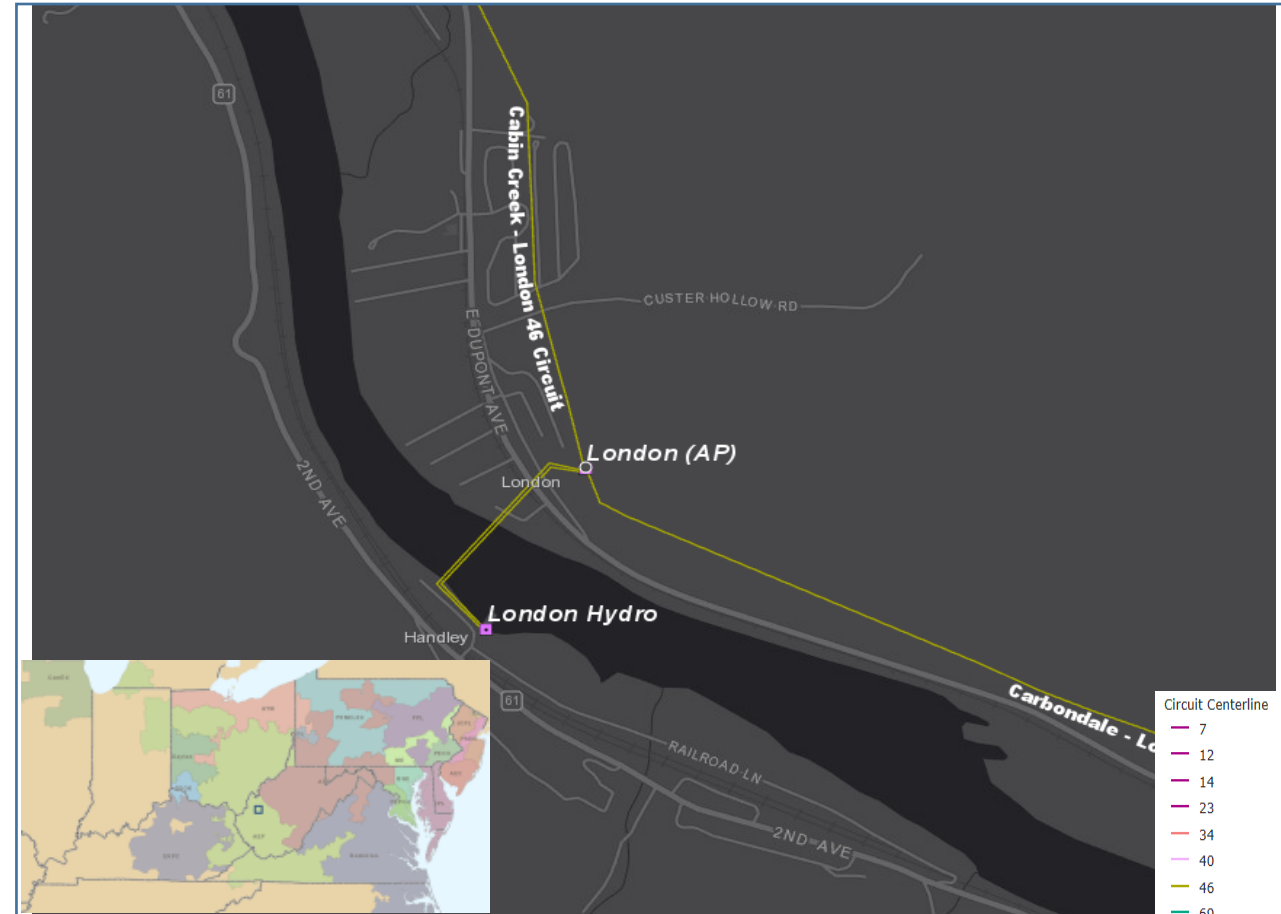 61
Cabin Creek - London 46 Circuit
CUSTER HOLLOW RD
E DUPONT AVE
London (AP)
London
2ND AVE
London Hydro
Handley
61
Carbondale - Lo
RAILROAD LN
2ND AVE
Circuit Centerline
7
12
14
23
34
40
46
69